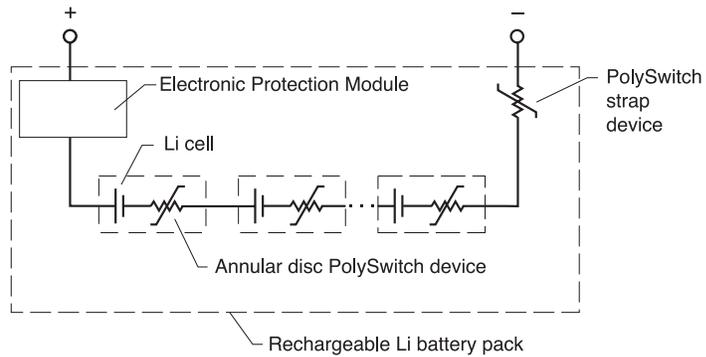 +
−
Electronic Protection Module
PolySwitch
strap
device
Li cell
Annular disc PolySwitch device
Rechargeable Li battery pack